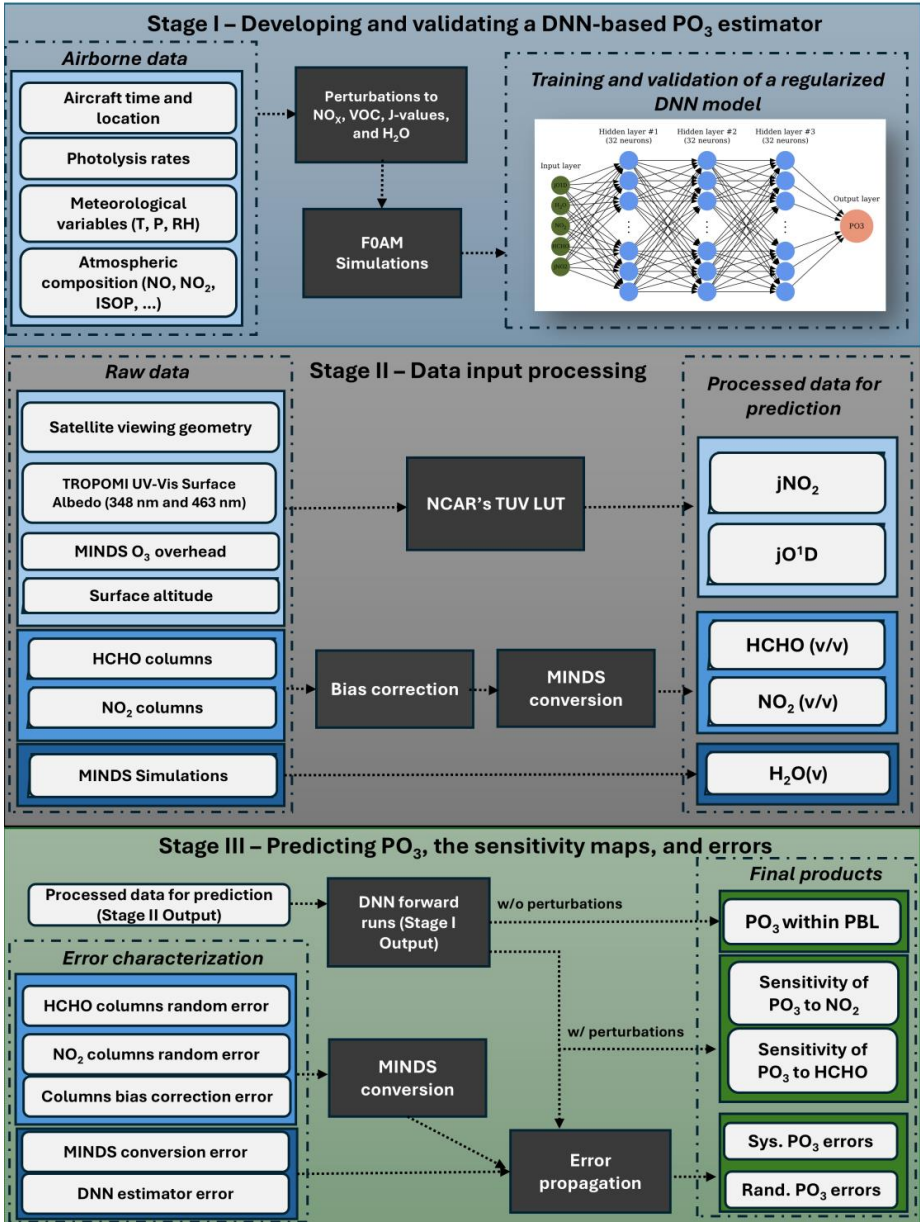 Stage I – Developing and validating a DNN-based PO₃ estimator
Airborne data
Aircraft time and
location
Photolysis rates
Meteorological
variables (T, P, RH)
Atmospheric
composition (NO, NO₂,
ISOP, ...)
Perturbations to
NOₓ, VOC, J-values,
and H₂O
F0AM
Simulations
Training and validation of a regularized
DNN model
Hidden layer #1
(32 neurons)
Hidden layer #2
(32 neurons)
Hidden layer #3
(32 neurons)
Input layer
jO1D
H₂O
NO₂
HCHO
jNO2
Output layer
PO3
Stage II – Data input processing
Raw data
Satellite viewing geometry
TROPOMI UV-Vis Surface
Albedo (348 nm and 463 nm)
MINDS O₃ overhead
Surface altitude
HCHO columns
NO₂ columns
MINDS Simulations
NCAR's TUV LUT
Bias correction
MINDS
conversion
Processed data for
prediction
jNO₂
jO¹D
HCHO (v/v)
NO₂ (v/v)
H₂O(v)
Stage III – Predicting PO₃, the sensitivity maps, and errors
Processed data for prediction
(Stage II Output)
DNN forward
runs (Stage I
Output)
w/o perturbations
w/ perturbations
Error characterization
HCHO columns random error
NO₂ columns random error
Columns bias correction error
MINDS conversion error
DNN estimator error
MINDS
conversion
Error
propagation
Final products
PO₃ within PBL
Sensitivity of
PO₃ to NO₂
Sensitivity of
PO₃ to HCHO
Sys. PO₃ errors
Rand. PO₃ errors